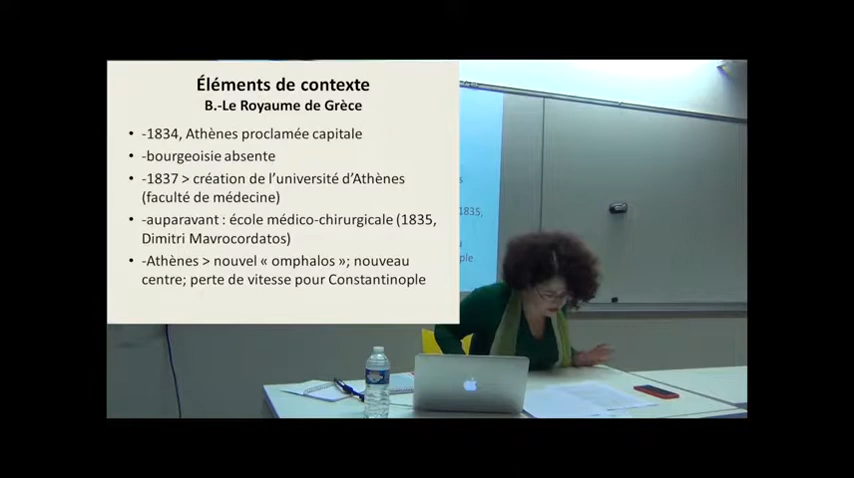 Éléments de contexte
B.-Le Royaume de Grèce
• -1834, Athènes proclamée capitale
• -bourgeoisie absente
• -1837 > création de l'université d'Athènes
(faculté de médecine)
• -auparavant : école médico-chirurgicale (1835,
Dimitri Mavrocordatos)
• -Athènes > nouvel « omphalos »; nouveau
centre; perte de vitesse pour Constantinople
1835,
ple